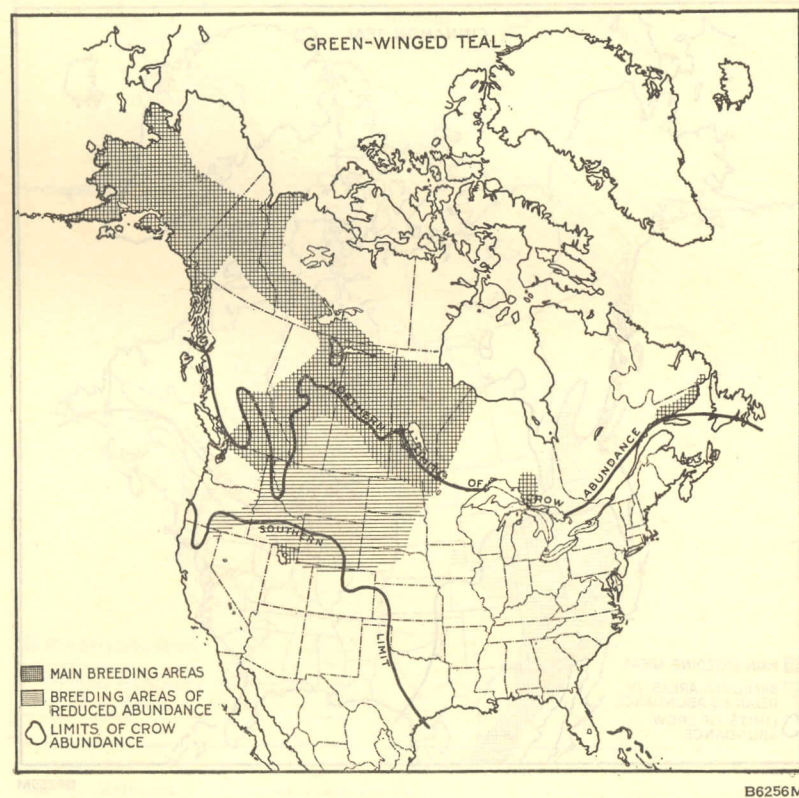 GREEN-WINGED TEAL
NORTHERN LIMITS OF CROW ABUNDANCE
SOUTHERN LIMIT
MAIN BREEDING AREAS
BREEDING AREAS OF
REDUCED ABUNDANCE
LIMITS OF CROW
ABUNDANCE
B6256M